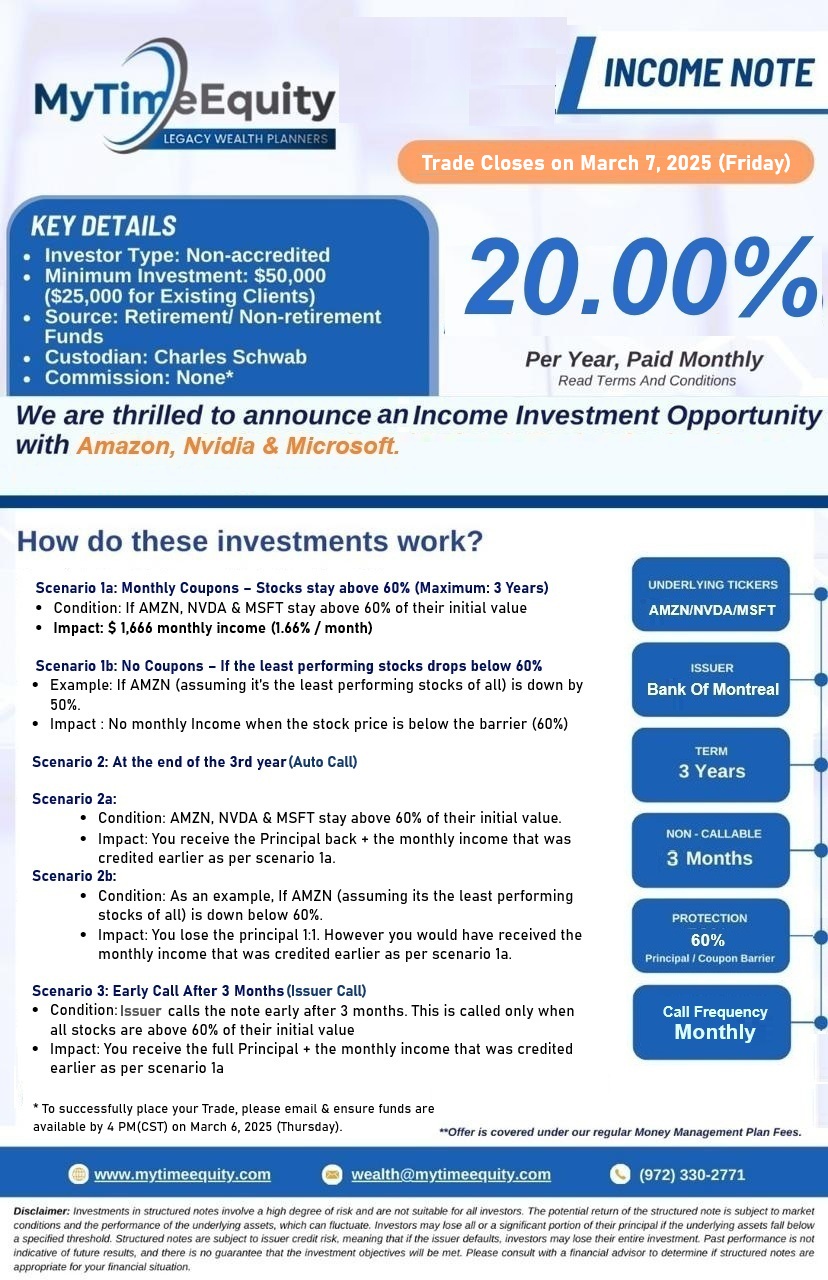 MyTimeEquity
LEGACY WEALTH PLANNERS
INCOME NOTE
Trade Closes on March 7, 2025 (Friday)
KEY DETAILS
• Investor Type: Non-accredited
• Minimum Investment: $50,000
($25,000 for Existing Clients)
• Source: Retirement/ Non-retirement
Funds
• Custodian: Charles Schwab
• Commission: None*
20.00%
Per Year, Paid Monthly
Read Terms And Conditions
We are thrilled to announce an Income Investment Opportunity
with Amazon, Nvidia & Microsoft.
How do these investments work?
Scenario 1a: Monthly Coupons – Stocks stay above 60% (Maximum: 3 Years)
• Condition: If AMZN, NVDA & MSFT stay above 60% of their initial value
• Impact: $ 1,666 monthly income (1.66% / month)
Scenario 1b: No Coupons – If the least performing stocks drops below 60%
• Example: If AMZN (assuming it's the least performing stocks of all) is down by
50%.
• Impact : No monthly Income when the stock price is below the barrier (60%)
Scenario 2: At the end of the 3rd year (Auto Call)
Scenario 2a:
• Condition: AMZN, NVDA & MSFT stay above 60% of their initial value.
• Impact: You receive the Principal back + the monthly income that was
credited earlier as per scenario 1a.
Scenario 2b:
• Condition: As an example, If AMZN (assuming its the least performing
stocks of all) is down below 60%.
• Impact: You lose the principal 1:1. However you would have received the
monthly income that was credited earlier as per scenario 1a.
Scenario 3: Early Call After 3 Months (Issuer Call)
• Condition: Issuer calls the note early after 3 months. This is called only when
all stocks are above 60% of their initial value
• Impact: You receive the full Principal + the monthly income that was credited
earlier as per scenario 1a
UNDERLYING TICKERS
AMZN/NVDA/MSFT
ISSUER
Bank Of Montreal
TERM
3 Years
NON - CALLABLE
3 Months
PROTECTION
60%
Principal / Coupon Barrier
Call Frequency
Monthly
* To successfully place your Trade, please email & ensure funds are
available by 4 PM(CST) on March 6, 2025 (Thursday).
**Offer is covered under our regular Money Management Plan Fees.
www.mytimeequity.com
wealth@mytimeequity.com
(972) 330-2771
Disclaimer: Investments in structured notes involve a high degree of risk and are not suitable for all investors. The potential return of the structured note is subject to market
conditions and the performance of the underlying assets, which can fluctuate. Investors may lose all or a significant portion of their principal if the underlying assets fall below
a specified threshold. Structured notes are subject to issuer credit risk, meaning that if the issuer defaults, investors may lose their entire investment. Past performance is not
indicative of future results, and there is no guarantee that the investment objectives will be met. Please consult with a financial advisor to determine if structured notes are
appropriate for your financial situation.